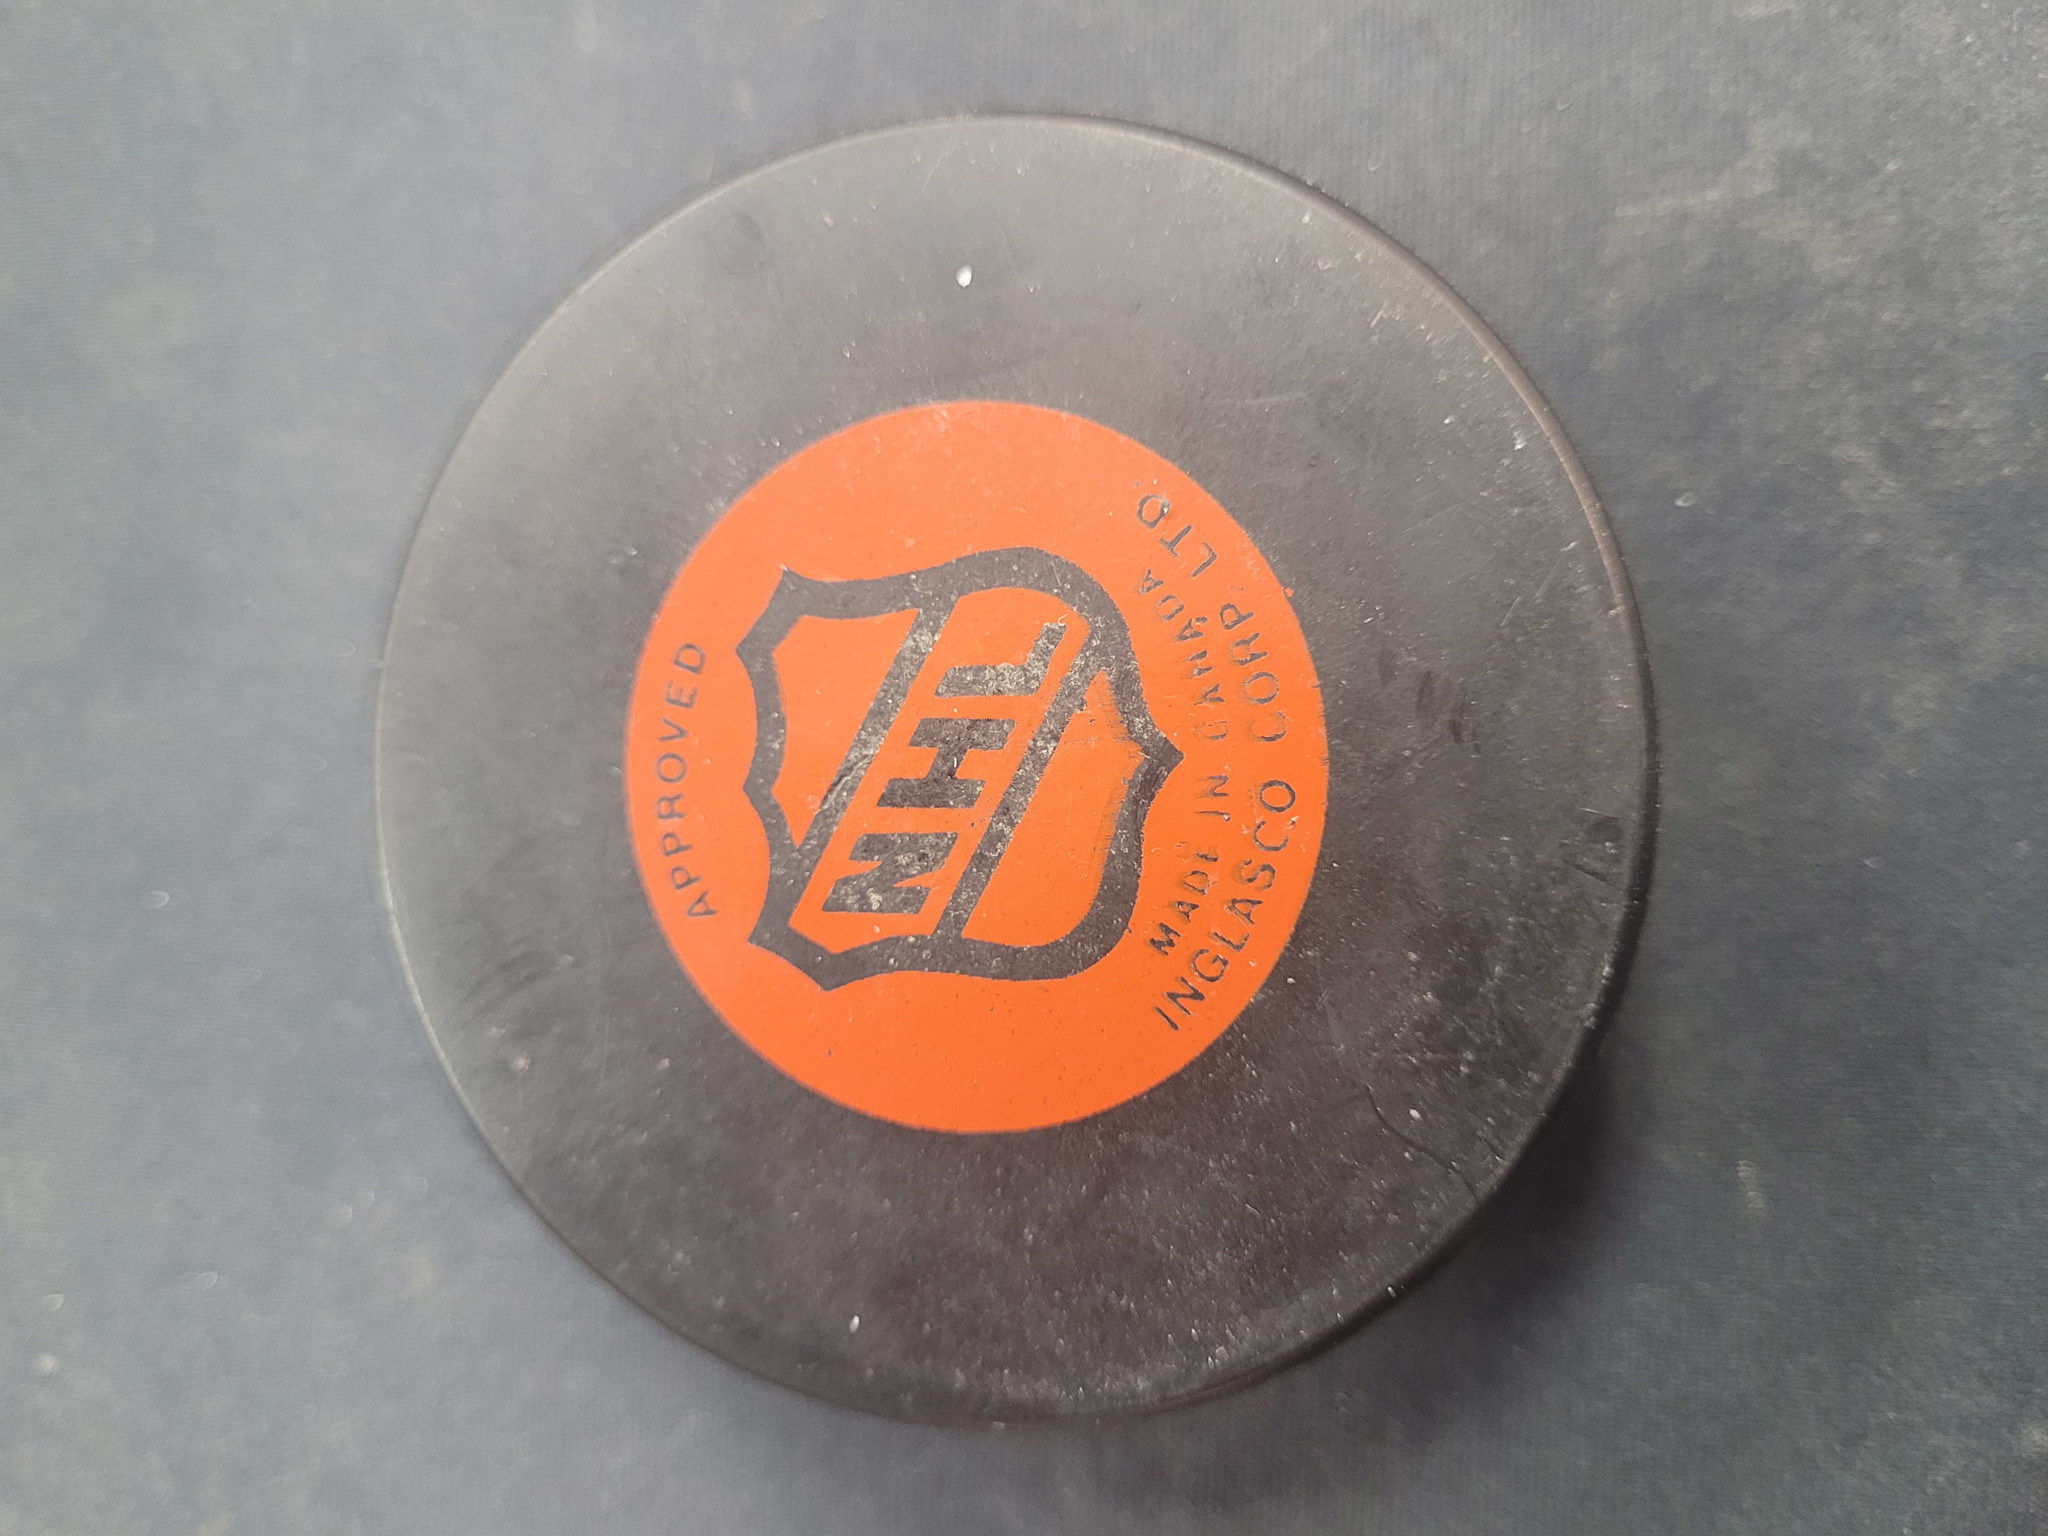 APPROVED
NHL
MADE IN CANADA
INGLASCO CORP. LTD.